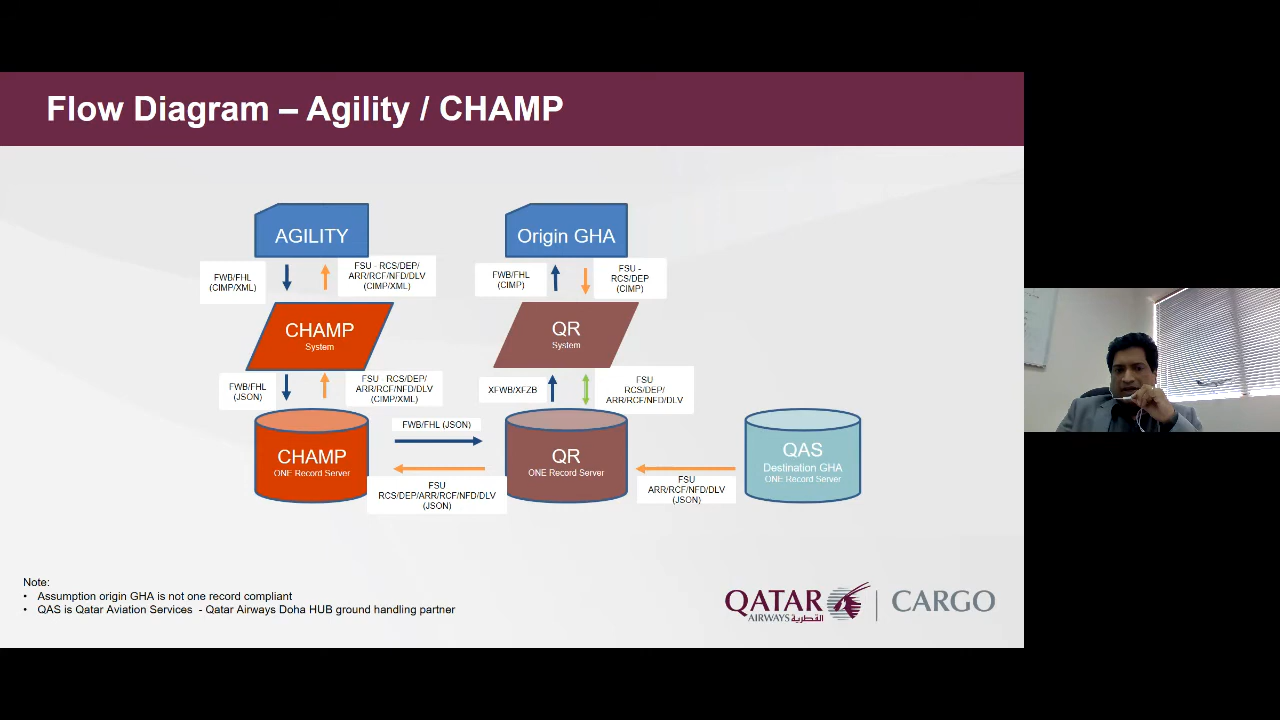 Flow Diagram – Agility / CHAMP
AGILITY
Origin GHA
FWB/FHL
(CIMP/XML)
FSU - RCS/DEP/
ARR/RCF/NFD/DLV
(CIMP/XML)
FWB/FHL
(CIMP)
FSU -
RCS/DEP
(CIMP)
CHAMP
System
QR
System
FWB/FHL
(JSON)
FSU - RCS/DEP/
ARR/RCF/NFD/DLV
(CIMP/XML)
XFWB/XFZB
FSU
RCS/DEP/
ARR/RCF/NFD/DLV
CHAMP
ONE Record Server
FWB/FHL (JSON)
FSU
RCS/DEP/ARR/RCF/NFD/DLV
(JSON)
QR
ONE Record Server
FSU
ARR/RCF/NFD/DLV
(JSON)
QAS
Destination GHA
ONE Record Server
Note:
• Assumption origin GHA is not one record compliant
• QAS is Qatar Aviation Services - Qatar Airways Doha HUB ground handling partner
QATAR
AIRWAYS القطرية
CARGO